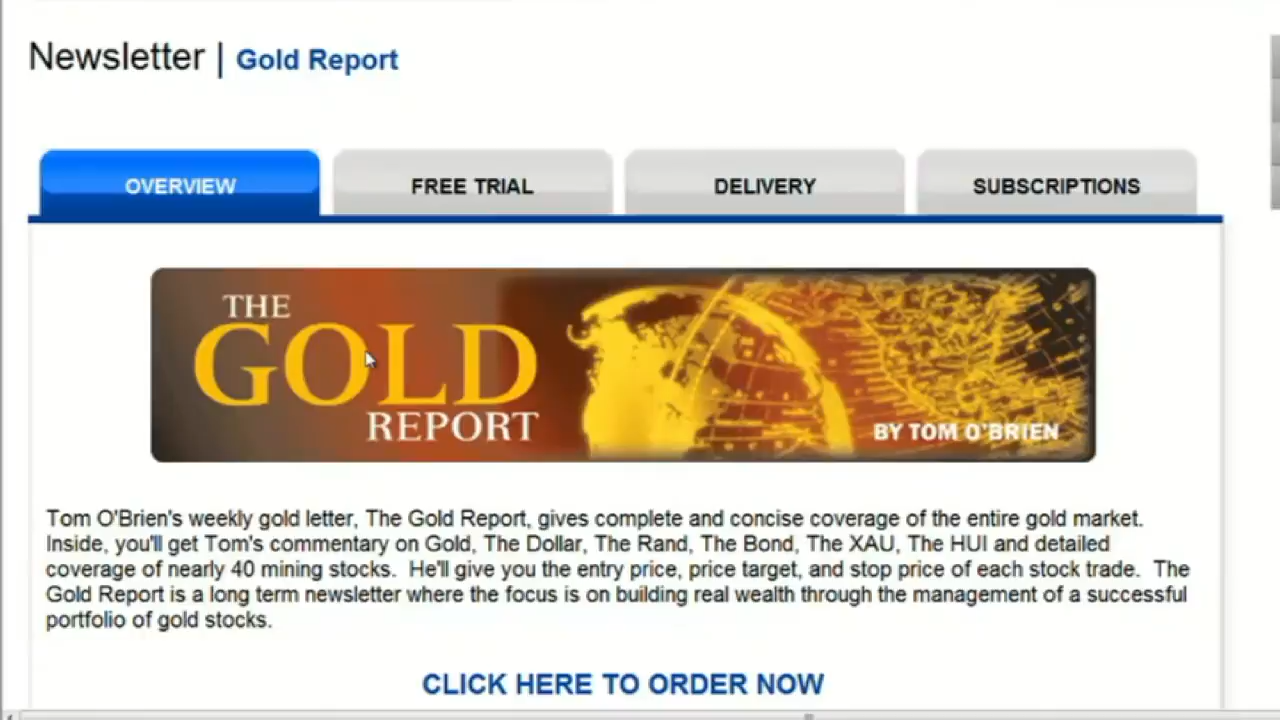 Newsletter | Gold Report
OVERVIEW
FREE TRIAL
DELIVERY
SUBSCRIPTIONS
THE
GOLD
REPORT
BY TOM O'BRIEN
Tom O'Brien's weekly gold letter, The Gold Report, gives complete and concise coverage of the entire gold market.
Inside, you'll get Tom's commentary on Gold, The Dollar, The Rand, The Bond, The XAU, The HUI and detailed
coverage of nearly 40 mining stocks.  He'll give you the entry price, price target, and stop price of each stock trade.  The
Gold Report is a long term newsletter where the focus is on building real wealth through the management of a successful
portfolio of gold stocks.
CLICK HERE TO ORDER NOW